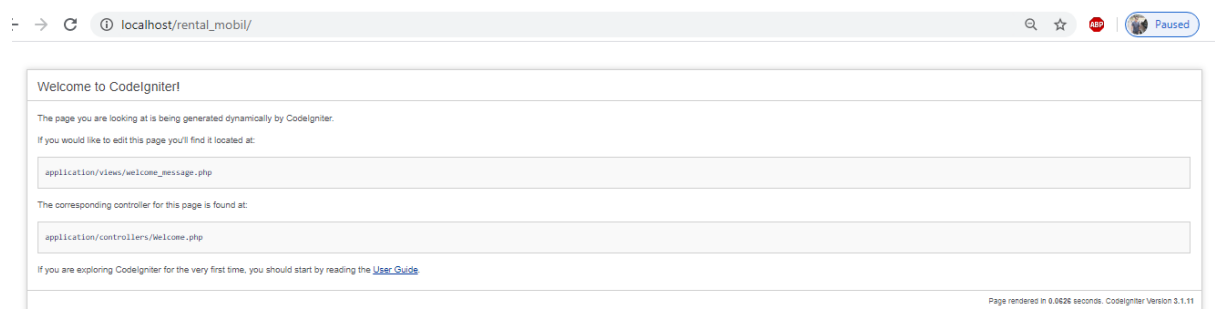 localhost/rental_mobil/
ABP
Paused
Welcome to CodeIgniter!
The page you are looking at is being generated dynamically by CodeIgniter.
If you would like to edit this page you'll find it located at:
application/views/welcome_message.php
The corresponding controller for this page is found at:
application/controllers/Welcome.php
If you are exploring CodeIgniter for the very first time, you should start by reading the User Guide.
Page rendered in 0.0626 seconds. CodeIgniter Version 3.1.11